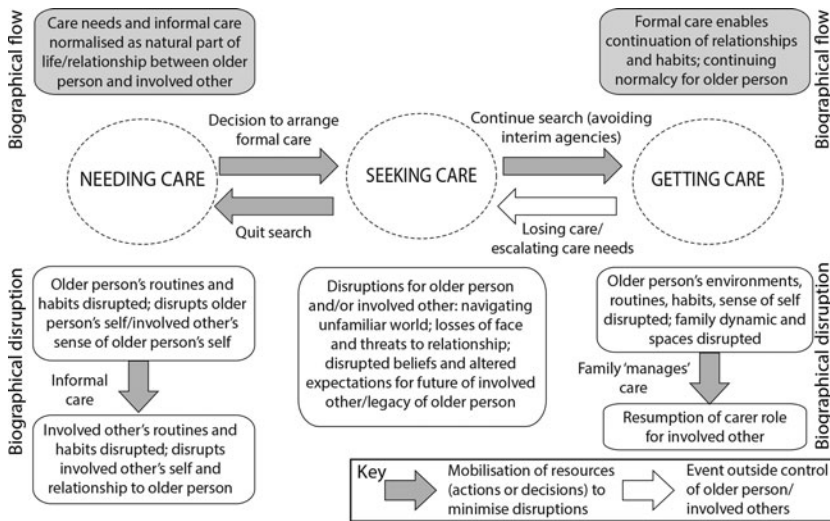 Biographical flow
Care needs and informal care
normalised as natural part of
life/relationship between older
person and involved other
Formal care enables
continuation of relationships
and habits; continuing
normalcy for older person
Biographical flow
Decision to arrange
formal care
Continue search (avoiding
interim agencies)
NEEDING CARE
SEEKING CARE
GETTING CARE
Quit search
Losing care/
escalating care needs
Biographical disruption
Older person's routines and
habits disrupted; disrupts older
person's self/involved other's
sense of older person's self
Informal
care
Involved other's routines and
habits disrupted; disrupts
involved other's self and
relationship to older person
Disruptions for older person
and/or involved other: navigating
unfamiliar world; losses of face
and threats to relationship;
disrupted beliefs and altered
expectations for future of involved
other/legacy of older person
Older person's environments,
routines, habits, sense of self
disrupted; family dynamic and
spaces disrupted
Family 'manages'
care
Resumption of carer role
for involved other
Biographical disruption
Key
Mobilisation of resources
(actions or decisions) to
minimise disruptions
Event outside control
of older person/
involved others